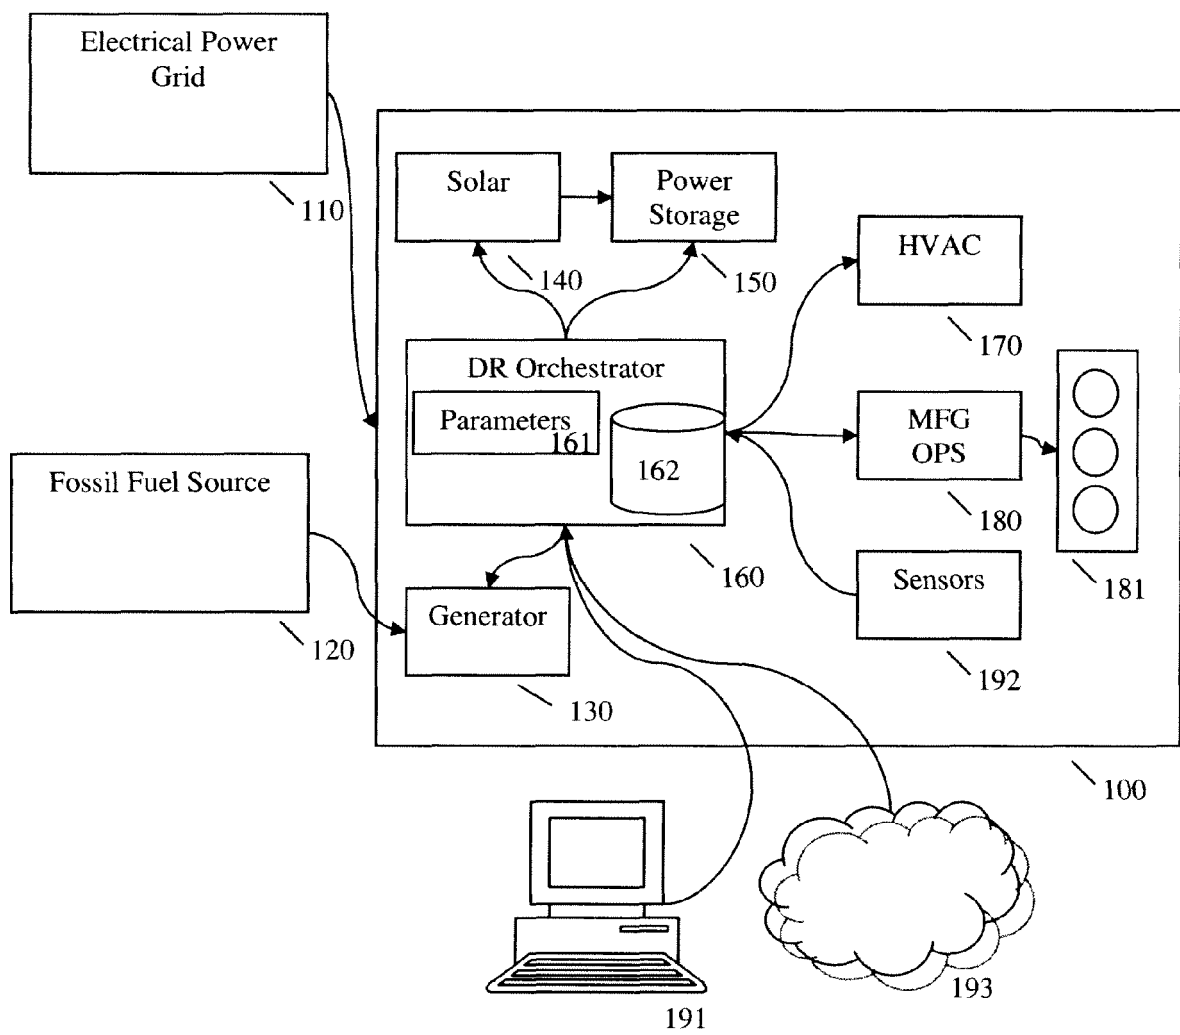 Electrical Power
Grid
110
Solar
140
Power
Storage
150
HVAC
170
DR Orchestrator
Parameters
161
162
160
MFG
OPS
180
181
Fossil Fuel Source
120
Generator
130
Sensors
192
100
191
193